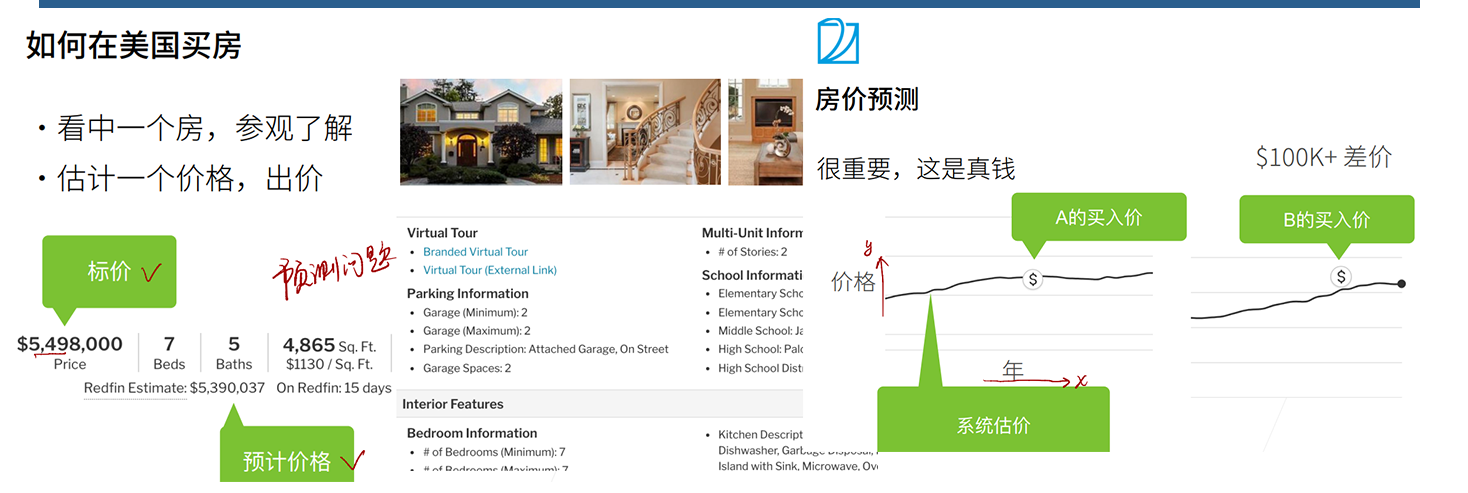 如何在美国买房
• 看中一个房，参观了解
• 估计一个价格，出价
标价
预测问题
$5,498,000
Price
7
Beds
5
Baths
4,865 Sq. Ft.
$1130 / Sq. Ft.
Redfin Estimate: $5,390,037 On Redfin: 15 days
预计价格
Virtual Tour
• Branded Virtual Tour
• Virtual Tour (External Link)
Parking Information
• Garage (Minimum): 2
• Garage (Maximum): 2
• Parking Description: Attached Garage, On Street
• Garage Spaces: 2
Multi-Unit Inform
• # of Stories: 2
School Informati
• Elementary Scho
• Elementary Scho
• Middle School: Ja
• High School: Palo
• High School Distr
Interior Features
Bedroom Information
• # of Bedrooms (Minimum): 7
• # of Bedrooms (Maximum): 7
• Kitchen Descript
Dishwasher, Garbage Disposal,
Island with Sink, Microwave, Ov
房价预测
很重要，这是真钱
$100K+ 差价
A的买入价
B的买入价
y
价格
$
$
年
x
系统估价